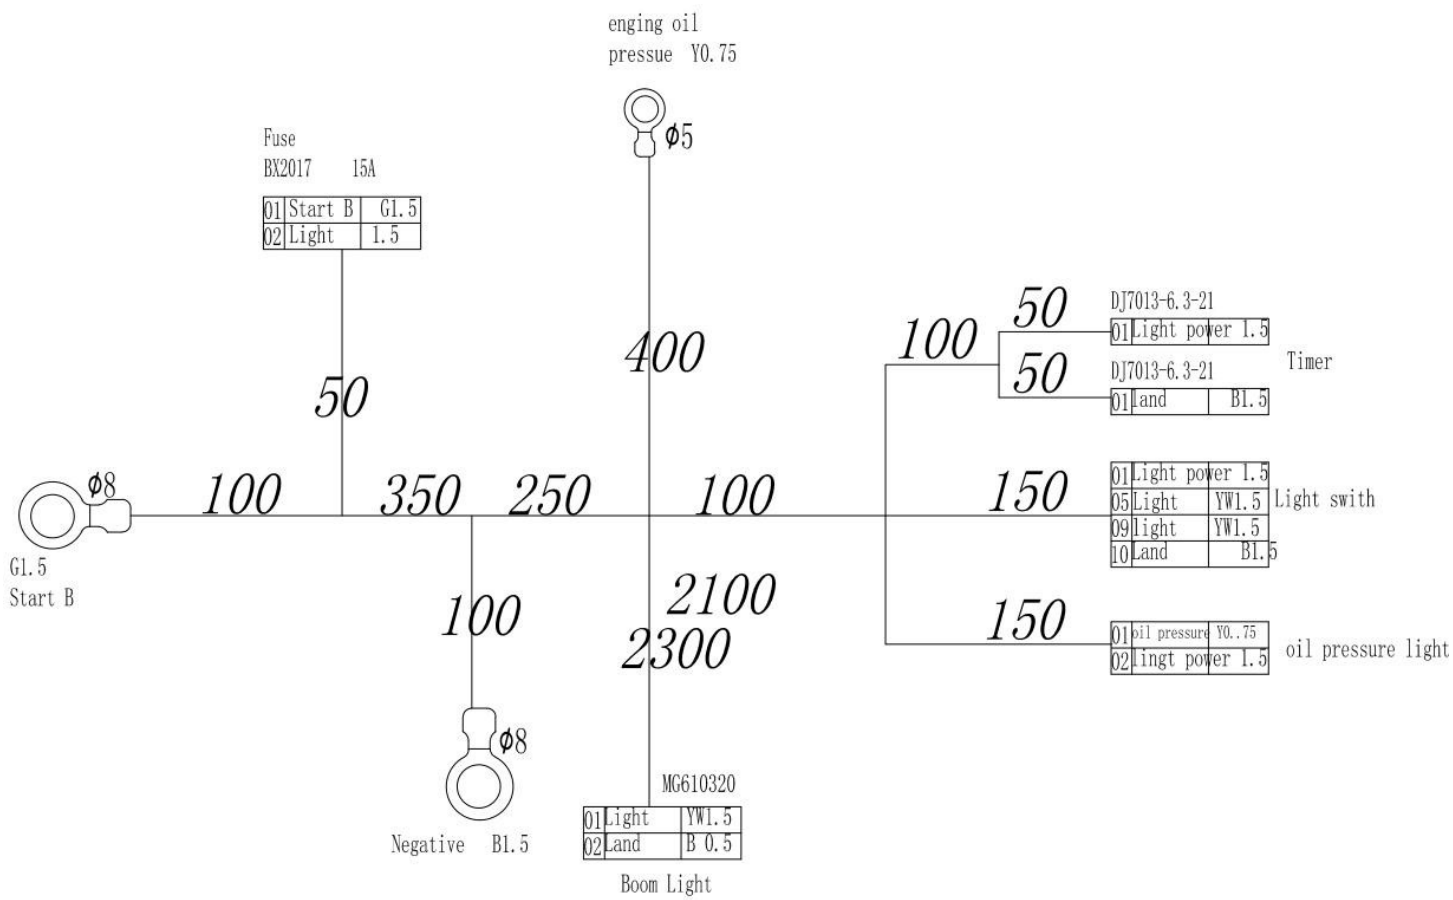 enging oil
pressue Y0.75
ϕ5
Fuse
BX2017 15A
01 Start B G1.5
02 Light 1.5
50
400
100
50
50
DJ7013-6.3-21
01 Light power 1.5
DJ7013-6.3-21
01 land B1.5
Timer
ϕ8
100
350
250
100
150
G1.5
Start B
01 Light power 1.5
05 Light YW1.5
09 light YW1.5
10 Land B1.5
Light swith
100
2100
2300
150
01 oil pressure Y0..75
02 lingt power 1.5
oil pressure light
ϕ8
Negative B1.5
MG610320
01 Light YW1.5
02 Land B 0.5
Boom Light